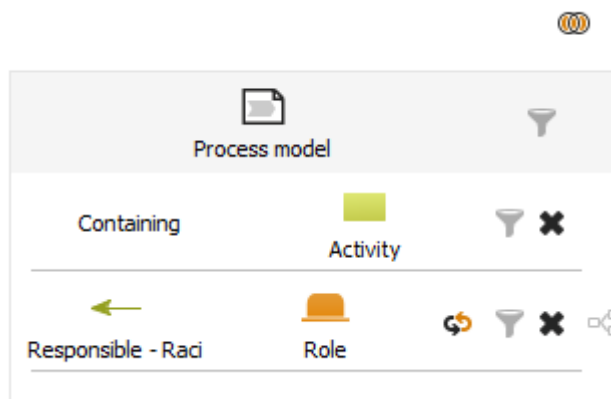 Process model
Containing
Activity
Responsible - Raci
Role